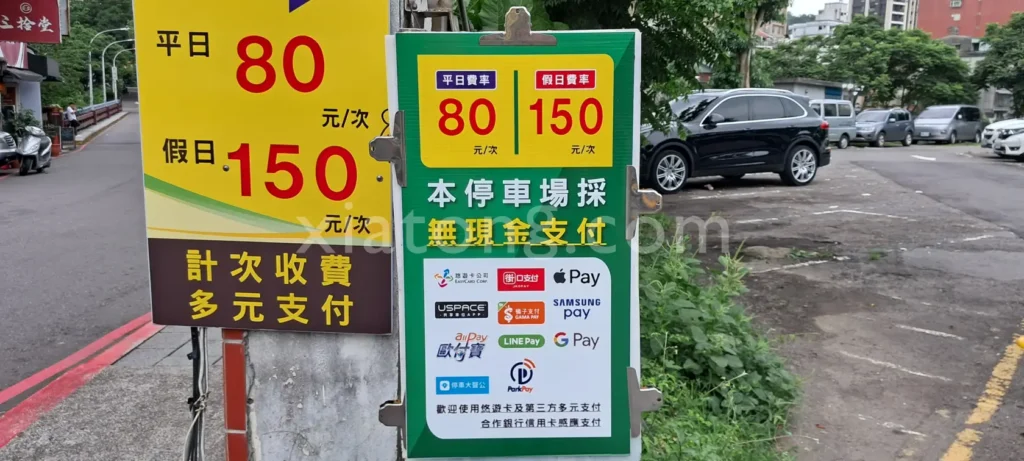 三拾堂
平日 80
元/次
假日 150
元/次
計次收費
多元支付
平日費率
80
元/次
假日費率
150
元/次
本停車場採
無現金支付
悠遊卡公司
EASYCARD CORP.
街口支付
JKOPAY
Apple Pay
USPACE
橘子支付
GAMA PAY
SAMSUNG
pay
allPay
歐付寶
LINE Pay
G Pay
停車大聲公
ParkPay
歡迎使用悠遊卡及第三方多元支付
合作銀行信用卡感應支付
xiatong.com